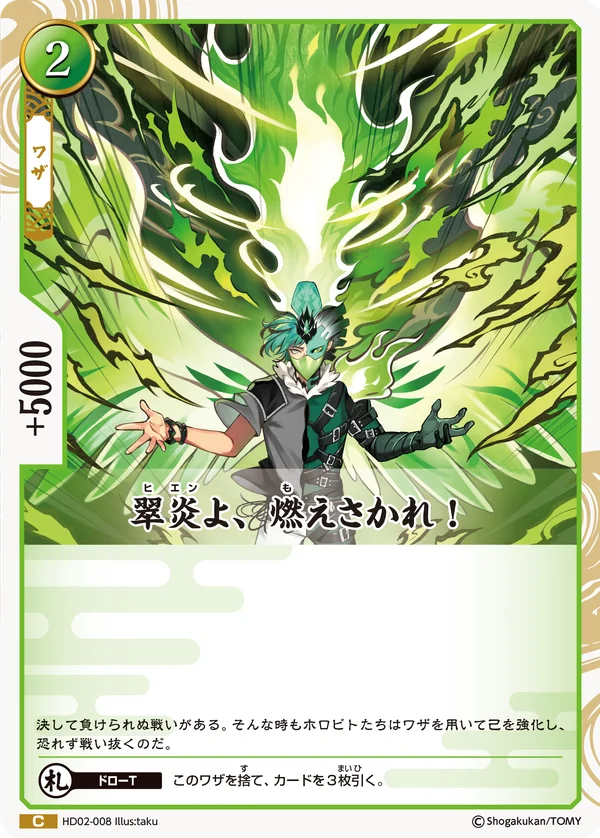 2
ワザ
+5000
ヒエン も
翠炎よ、燃えさかれ！
決して負けられぬ戦いがある。そんな時もホロビトたちはワザを用いて己を強化し、
恐れず戦い抜くのだ。
す まいひ
札 ドローT このワザを捨て、カードを3枚引く。
C HD02-008 Illus:taku ©Shogakukan/TOMY